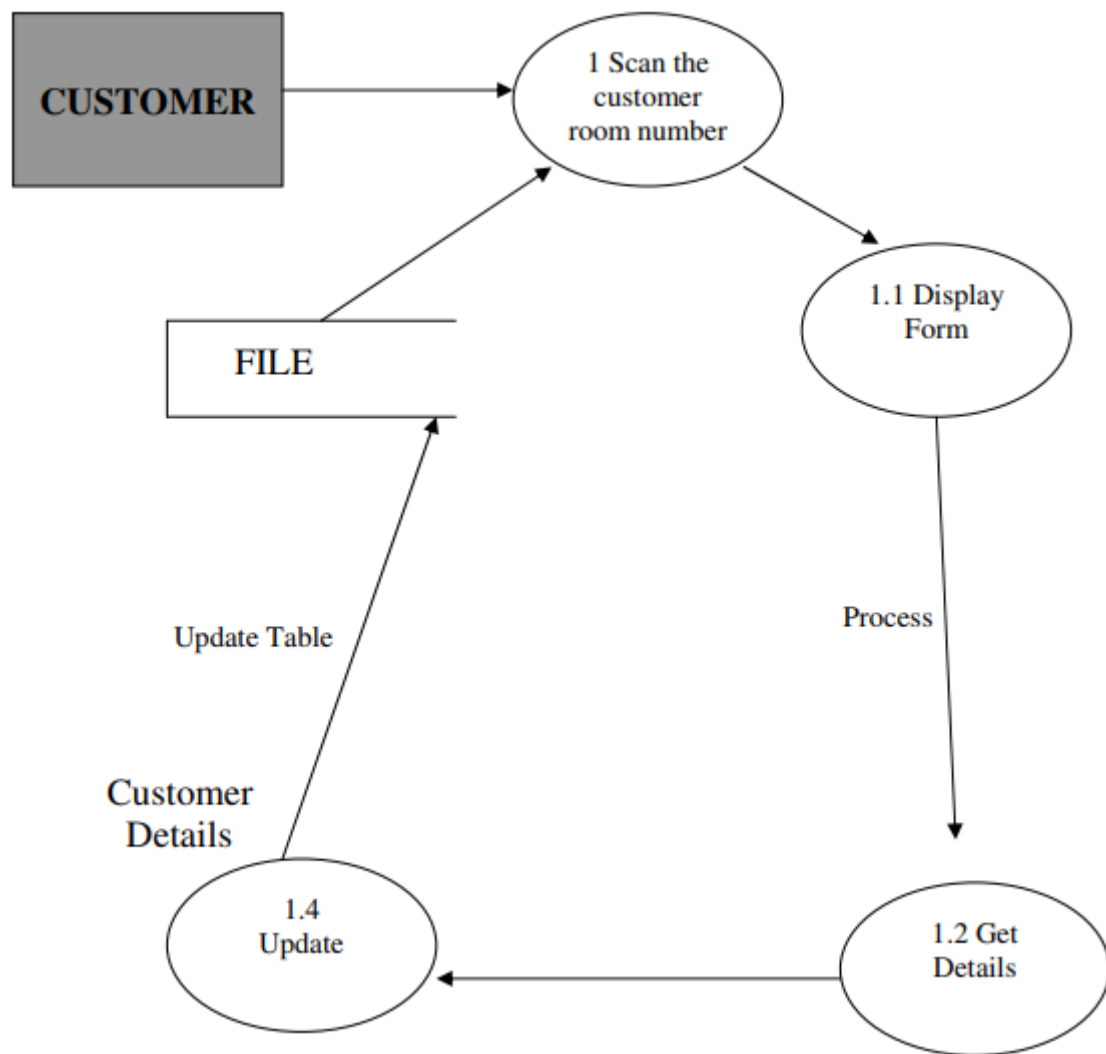 CUSTOMER
1 Scan the
customer
room number
1.1 Display
Form
FILE
Process
Update Table
Customer
Details
1.4
Update
1.2 Get
Details